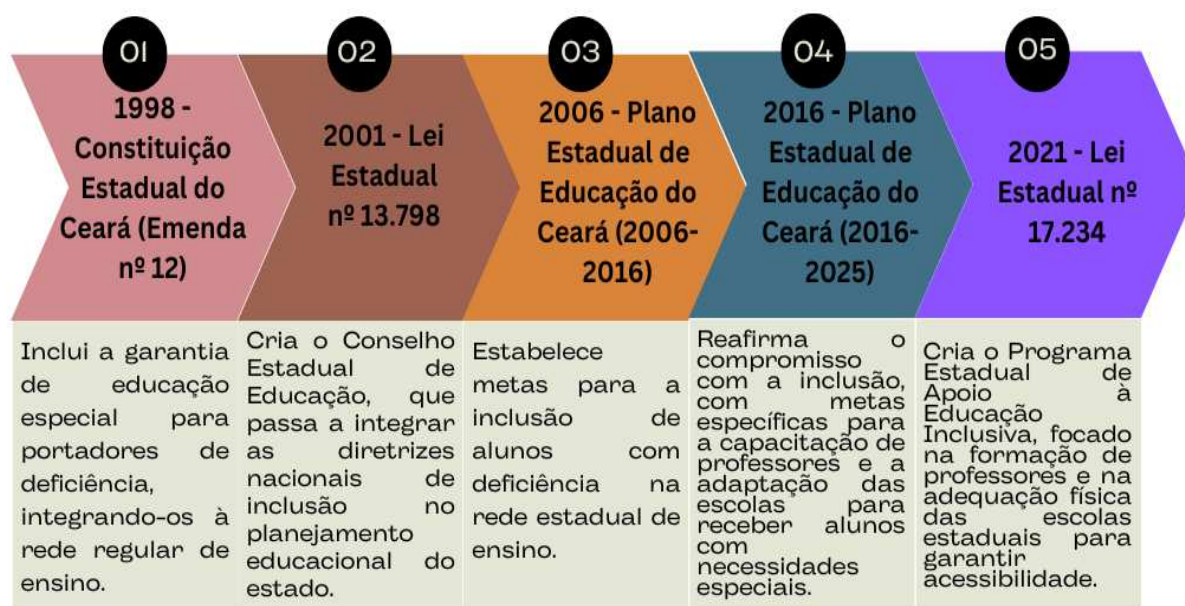 01
1998 -
Constituição
Estadual do
Ceará (Emenda
nº 12)
Inclui a garantia
de educação
especial para
portadores de
deficiência,
integrando-os à
rede regular de
ensino.
02
2001 - Lei
Estadual
nº 13.798
Cria o Conselho
Estadual de
Educação, que
passa a integrar
as diretrizes
nacionais de
inclusão no
planejamento
educacional do
estado.
03
2006 - Plano
Estadual de
Educação do
Ceará (2006-
2016)
Estabelece
metas para a
inclusão de
alunos com
deficiência na
rede estadual de
ensino.
04
2016 - Plano
Estadual de
Educação do
Ceará (2016-
2025)
Reafirma o
compromisso
com a inclusão,
com metas
específicas para
a capacitação de
professores e a
adaptação das
escolas para
receber alunos
com
necessidades
especiais.
05
2021 - Lei
Estadual nº
17.234
Cria o Programa
Estadual de
Apoio à
Educação
Inclusiva, focado
na formação de
professores e na
adequação física
das escolas
estaduais para
garantir
acessibilidade.